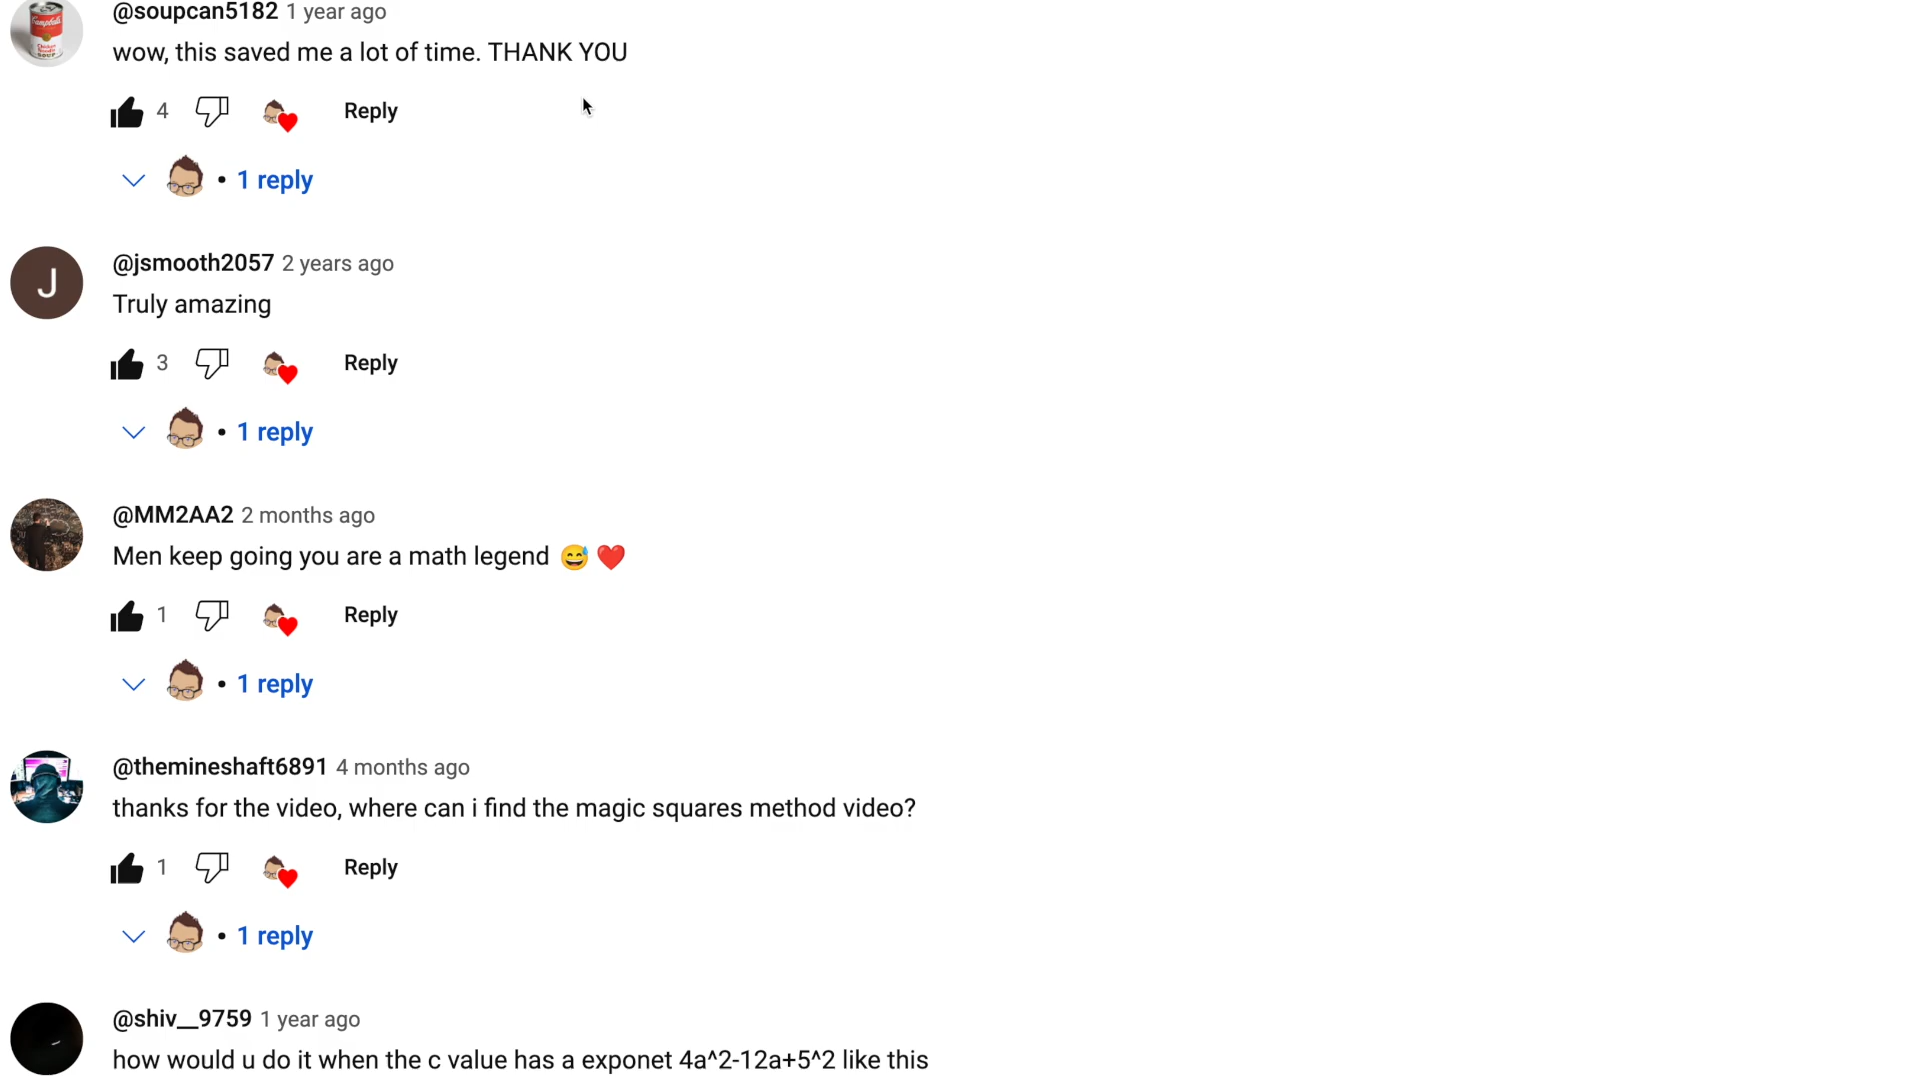 @soupcan5182 1 year ago
wow, this saved me a lot of time. THANK YOU
4 Reply
• 1 reply
J
@jsmooth2057 2 years ago
Truly amazing
3 Reply
• 1 reply
@MM2AA2 2 months ago
Men keep going you are a math legend 😅 ❤️
1 Reply
• 1 reply
@themineshaft6891 4 months ago
thanks for the video, where can i find the magic squares method video?
1 Reply
• 1 reply
@shiv__9759 1 year ago
how would u do it when the c value has a exponet 4a^2-12a+5^2 like this